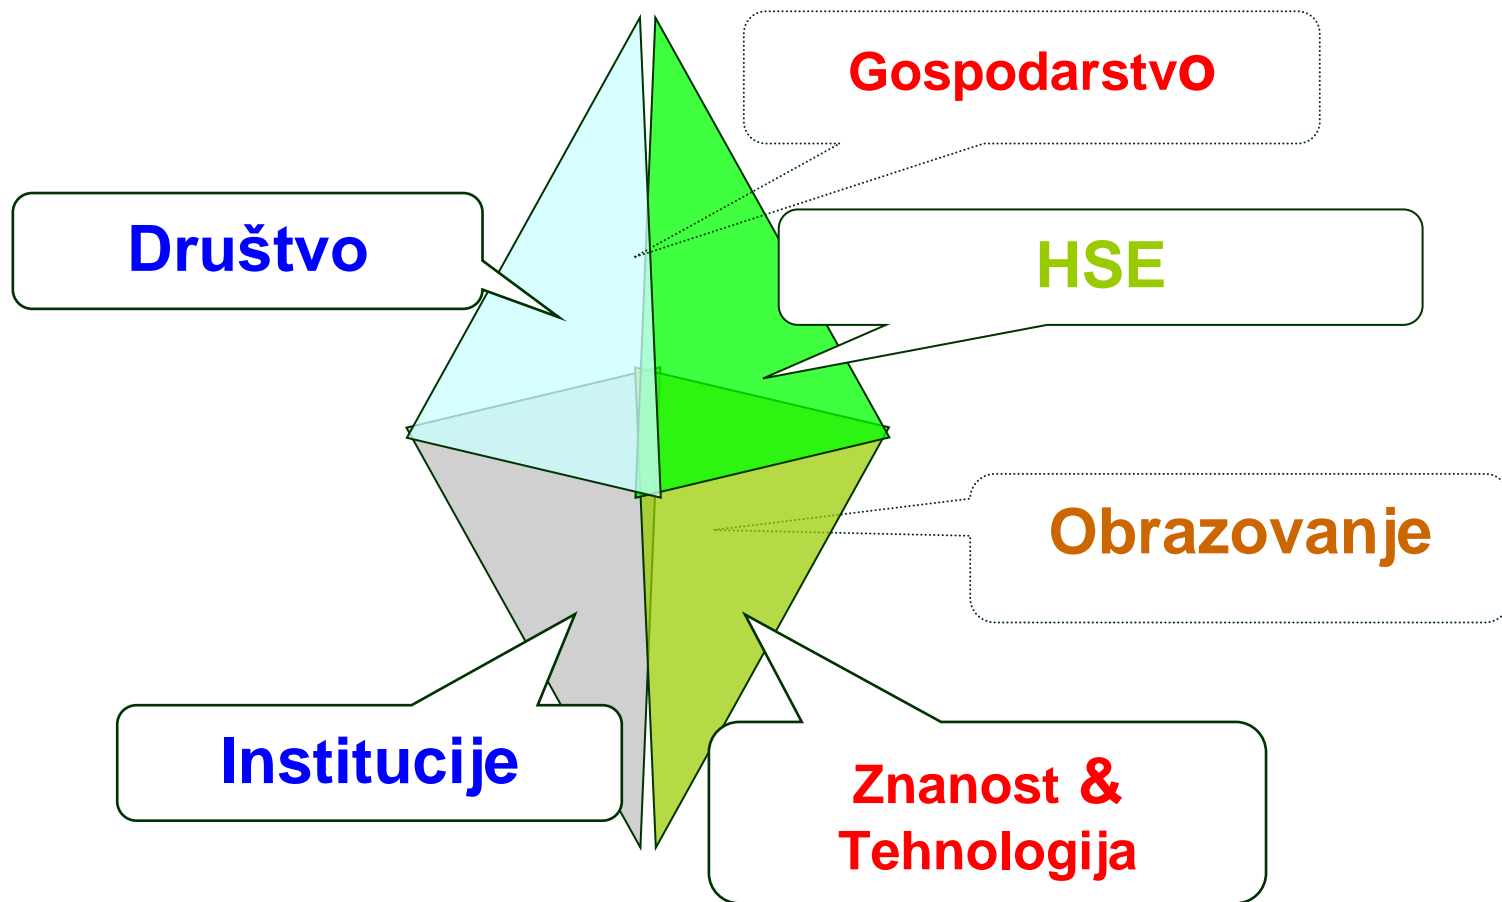 Gospodarstvo
Društvo
HSE
Obrazovanje
Institucije
Znanost &
Tehnologija